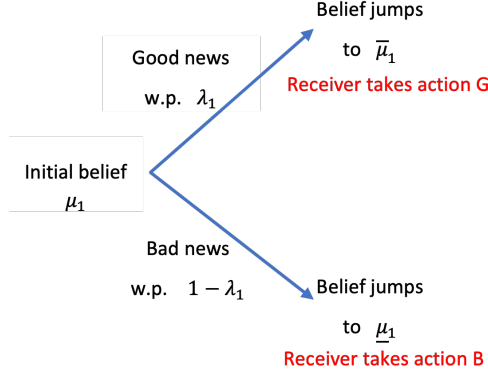 Belief jumps
to μ̄₁
Receiver takes action G
Good news
w.p. λ₁
Initial belief
μ₁
Bad news
w.p. 1 − λ₁
Belief jumps
to μ̲₁
Receiver takes action B